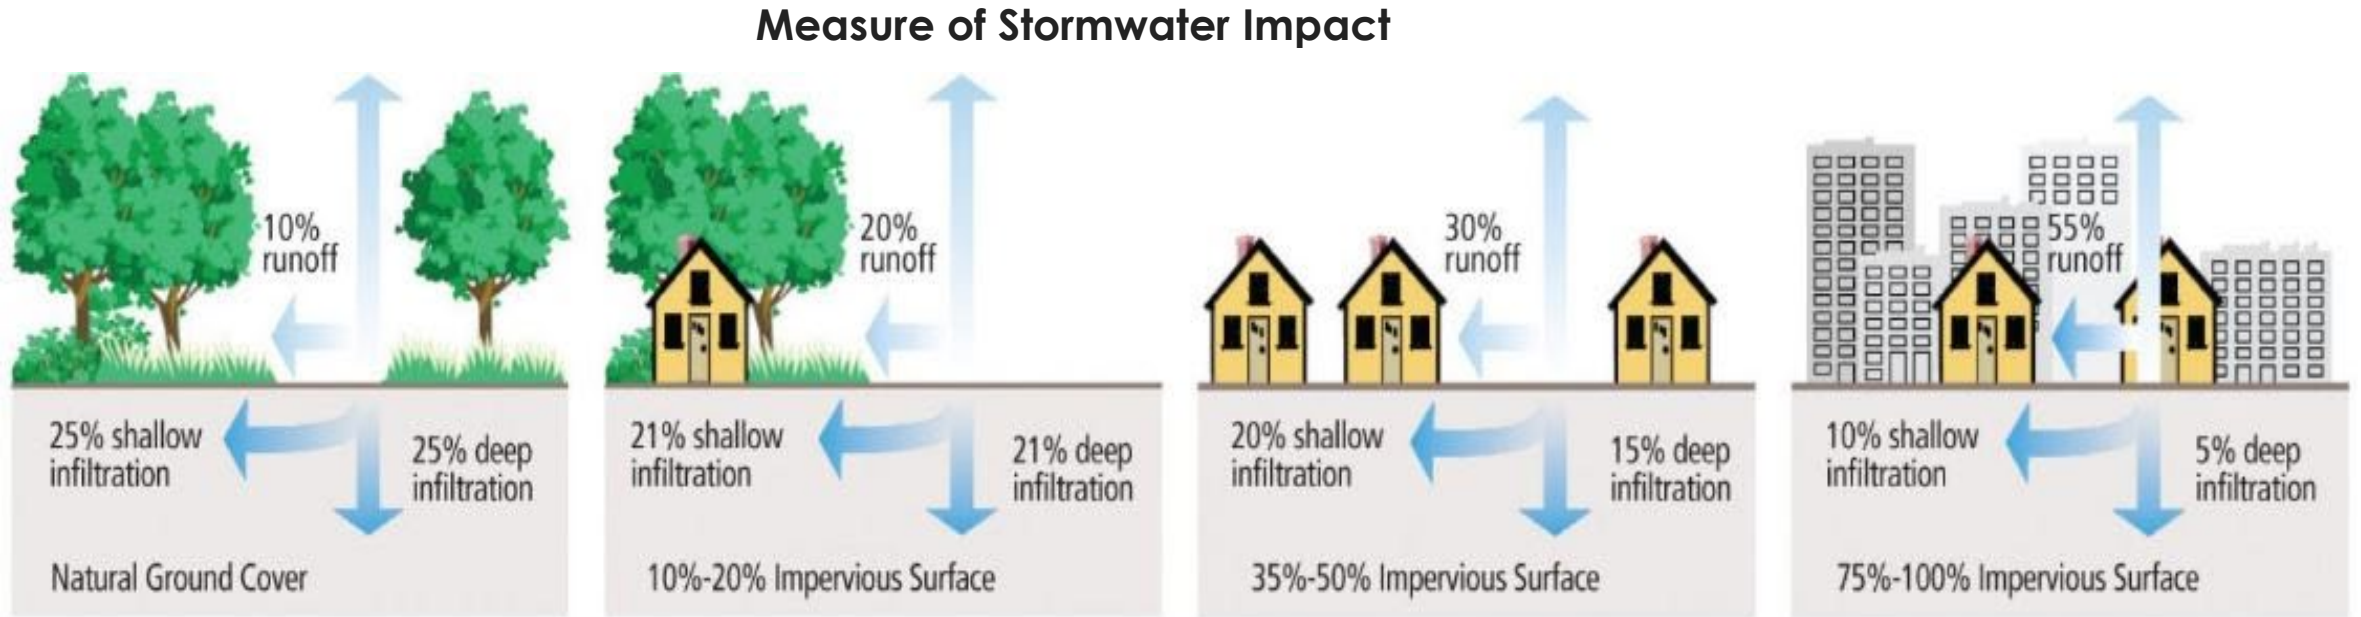 Measure of Stormwater Impact
10%
runoff
25% shallow
infiltration
25% deep
infiltration
Natural Ground Cover
20%
runoff
21% shallow
infiltration
21% deep
infiltration
10%-20% Impervious Surface
30%
runoff
20% shallow
infiltration
15% deep
infiltration
35%-50% Impervious Surface
55%
runoff
10% shallow
infiltration
5% deep
infiltration
75%-100% Impervious Surface